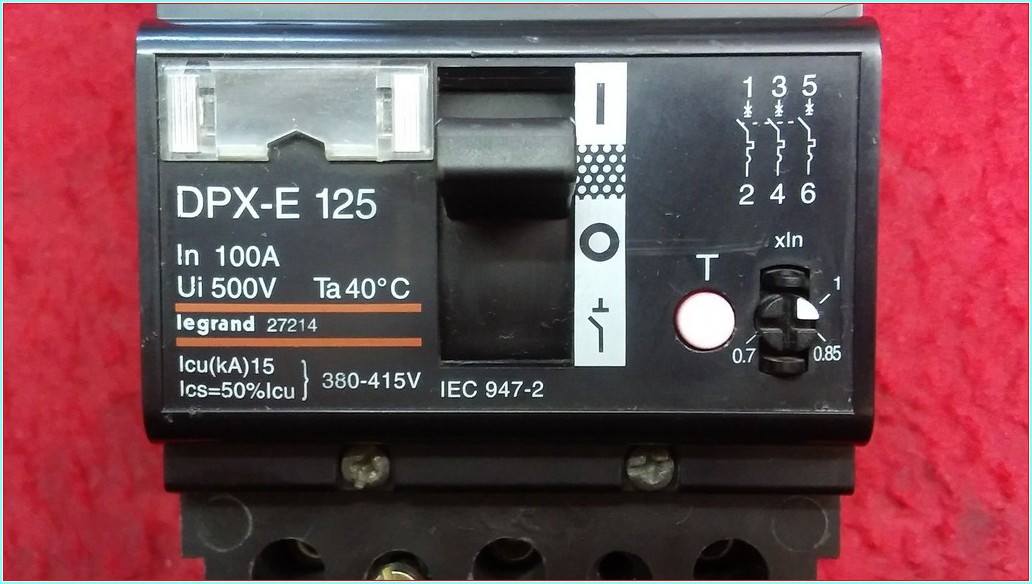 DPX-E 125
In 100A
Ui 500V Ta 40°C
legrand 27214
Icu(kA)15
Ics=50%Icu } 380-415V
IEC 947-2
I
O
1 3 5
2 4 6
xIn
T
1
0.7 0.85